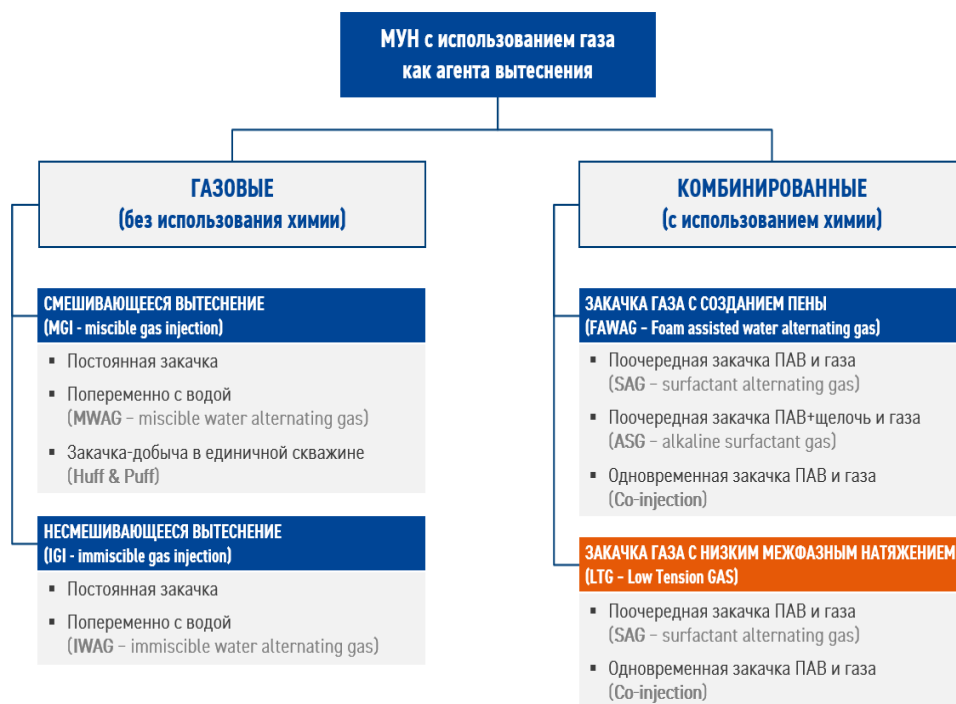 МУН с использованием газа
как агента вытеснения
ГАЗОВЫЕ
(без использования химии)
СМЕШИВАЮЩЕЕСЯ ВЫТЕСНЕНИЕ
(MGI - miscible gas injection)
▪ Постоянная закачка
▪ Попеременно с водой
(MWAG – miscible water alternating gas)
▪ Закачка-добыча в единичной скважине
(Huff & Puff)
НЕСМЕШИВАЮЩЕЕСЯ ВЫТЕСНЕНИЕ
(IGI - immiscible gas injection)
▪ Постоянная закачка
▪ Попеременно с водой
(IWAG – immiscible water alternating gas)
КОМБИНИРОВАННЫЕ
(с использованием химии)
ЗАКАЧКА ГАЗА С СОЗДАНИЕМ ПЕНЫ
(FAWAG – Foam assisted water alternating gas)
▪ Поочередная закачка ПАВ и газа
(SAG – surfactant alternating gas)
▪ Поочередная закачка ПАВ+щелочь и газа
(ASG – alkaline surfactant gas)
▪ Одновременная закачка ПАВ и газа
(Co-injection)
ЗАКАЧКА ГАЗА С НИЗКИМ МЕЖФАЗНЫМ НАТЯЖЕНИЕМ
(LTG – Low Tension GAS)
▪ Поочередная закачка ПАВ и газа
(SAG – surfactant alternating gas)
▪ Одновременная закачка ПАВ и газа
(Co-injection)